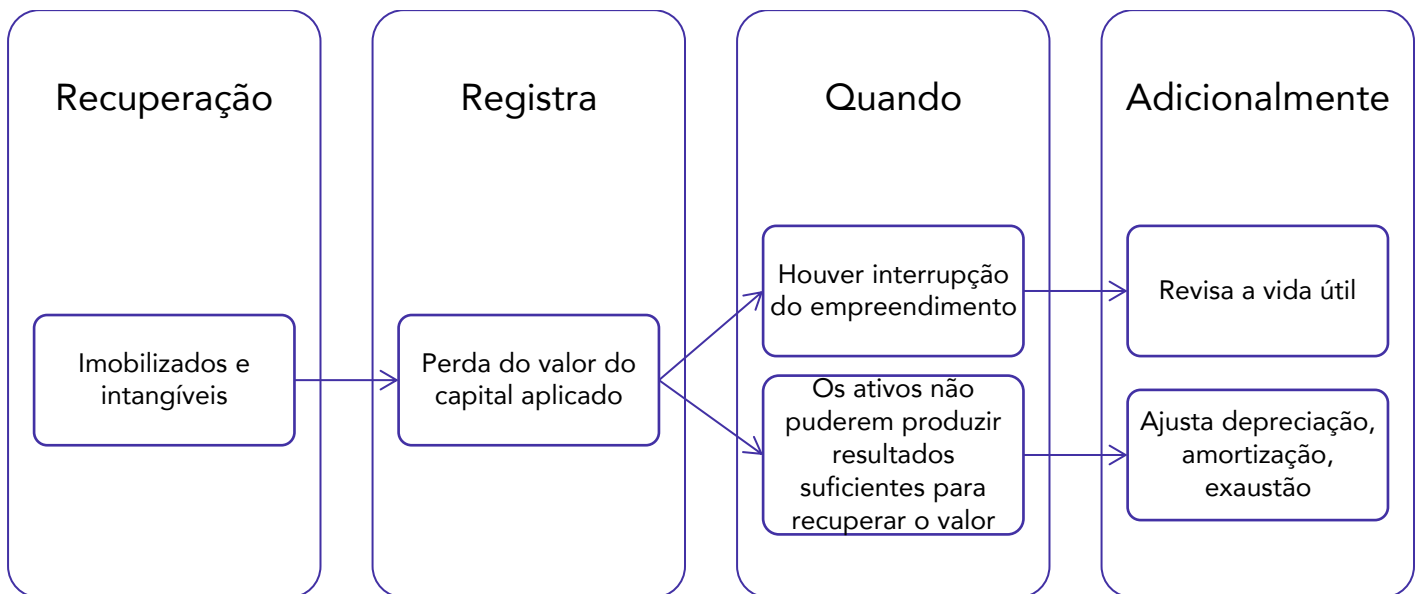 Recuperação
Imobilizados e
intangíveis
Registra
Perda do valor do
capital aplicado
Quando
Houver interrupção
do empreendimento
Os ativos não
puderem produzir
resultados
suficientes para
recuperar o valor
Adicionalmente
Revisa a vida útil
Ajusta depreciação,
amortização,
exaustão